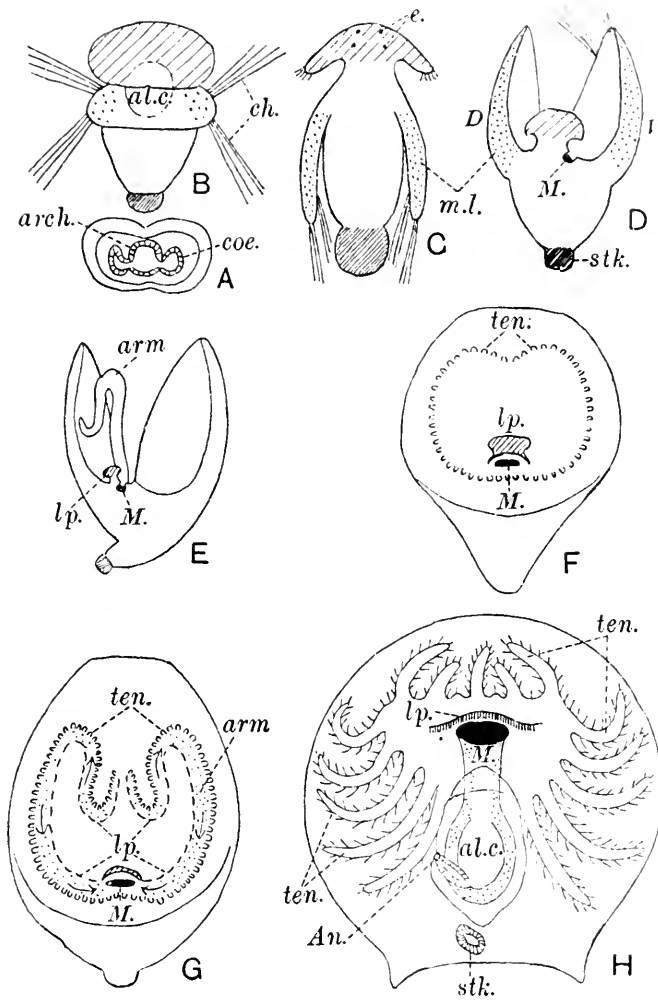 e.
al.c.
ch.
D
B
M.
m.l.
D
C
arch.
coe.
stk.
A
arm
ten.
lp.
lp.
M.
M.
E
F
ten.
ten.
arm
lp.
M.
lp.
al.c.
M.
ten.
An.
G
stk.
H